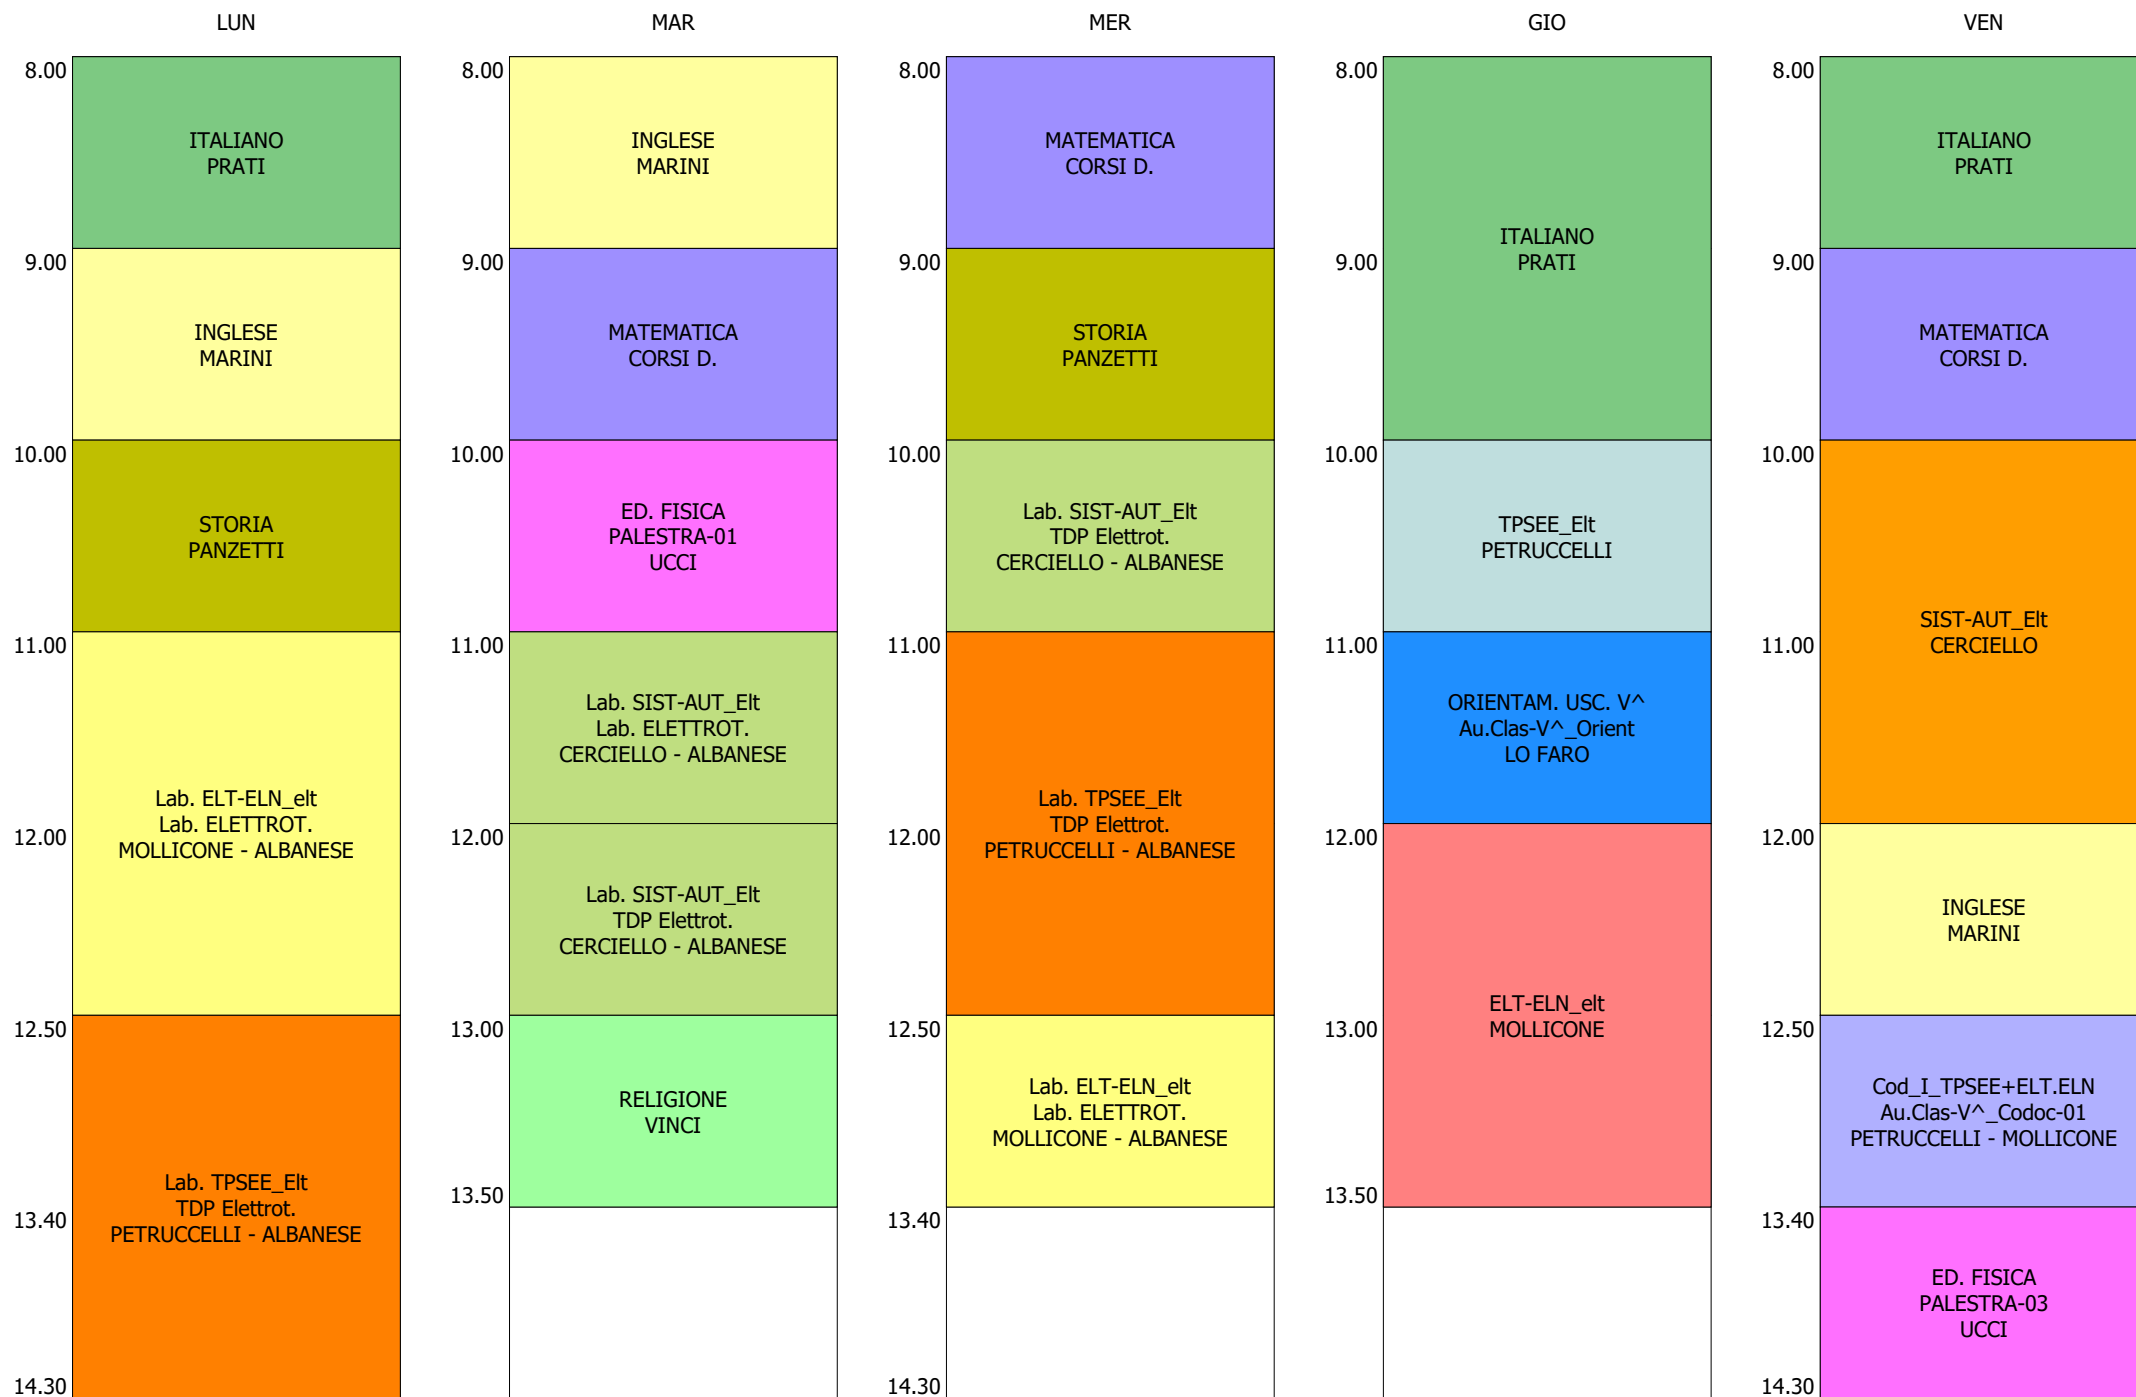 LUN
8.00
ITALIANO
PRATI
9.00
INGLESE
MARINI
10.00
STORIA
PANZETTI
11.00
Lab. ELT-ELN_elt
Lab. ELETTROT.
12.00
MOLLICONE - ALBANESE
12.50
Lab. TPSEE_Elt
TDP Elettrot.
13.40
PETRUCCELLI - ALBANESE
14.30
MAR
8.00
INGLESE
MARINI
9.00
MATEMATICA
CORSI D.
10.00
ED. FISICA
PALESTRA-01
UCCI
11.00
Lab. SIST-AUT_Elt
Lab. ELETTROT.
CERCIELLO - ALBANESE
12.00
Lab. SIST-AUT_Elt
TDP Elettrot.
CERCIELLO - ALBANESE
13.00
RELIGIONE
VINCI
13.50
MER
8.00
MATEMATICA
CORSI D.
9.00
STORIA
PANZETTI
10.00
Lab. SIST-AUT_Elt
TDP Elettrot.
CERCIELLO - ALBANESE
11.00
Lab. TPSEE_Elt
TDP Elettrot.
12.00
PETRUCCELLI - ALBANESE
12.50
Lab. ELT-ELN_elt
Lab. ELETTROT.
MOLLICONE - ALBANESE
13.40
14.30
GIO
8.00
ITALIANO
PRATI
9.00
10.00
TPSEE_Elt
PETRUCCELLI
11.00
ORIENTAM. USC. V^
Au.Clas-V^_Orient
LO FARO
12.00
ELT-ELN_elt
MOLLICONE
13.00
13.50
VEN
8.00
ITALIANO
PRATI
9.00
MATEMATICA
CORSI D.
10.00
SIST-AUT_Elt
CERCIELLO
11.00
12.00
INGLESE
MARINI
12.50
Cod_I_TPSEE+ELT.ELN
Au.Clas-V^_Codoc-01
PETRUCCELLI - MOLLICONE
13.40
ED. FISICA
PALESTRA-03
UCCI
14.30